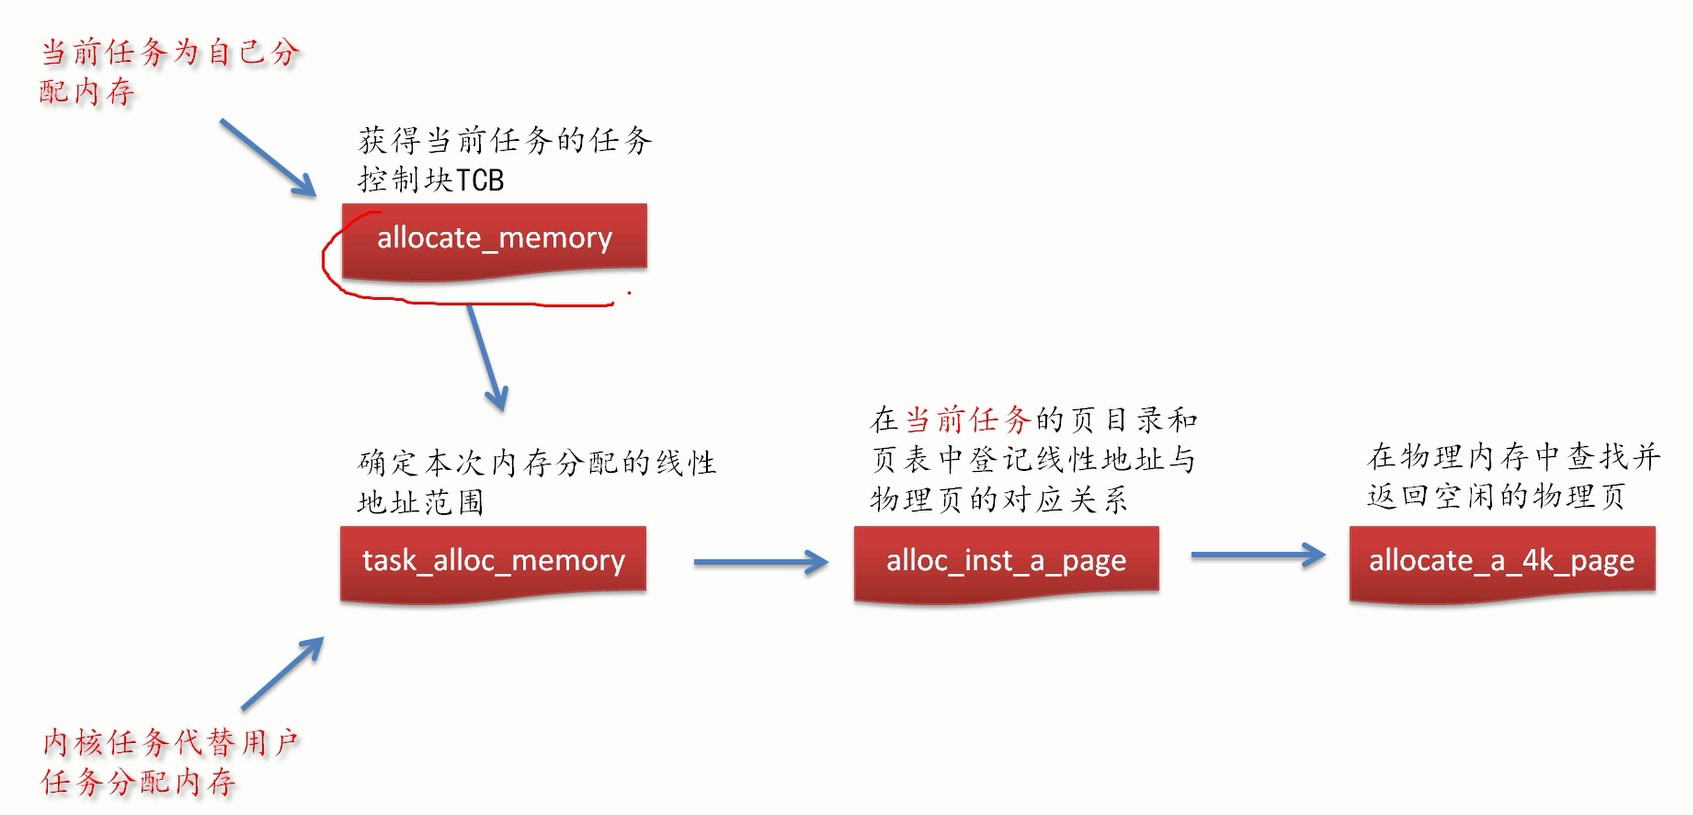 当前任务为自己分
配内存
获得当前任务的任务
控制块TCB
allocate_memory
确定本次内存分配的线性
地址范围
task_alloc_memory
在当前任务的页目录和
页表中登记线性地址与
物理页的对应关系
alloc_inst_a_page
在物理内存中查找并
返回空闲的物理页
allocate_a_4k_page
内核任务代替用户
任务分配内存